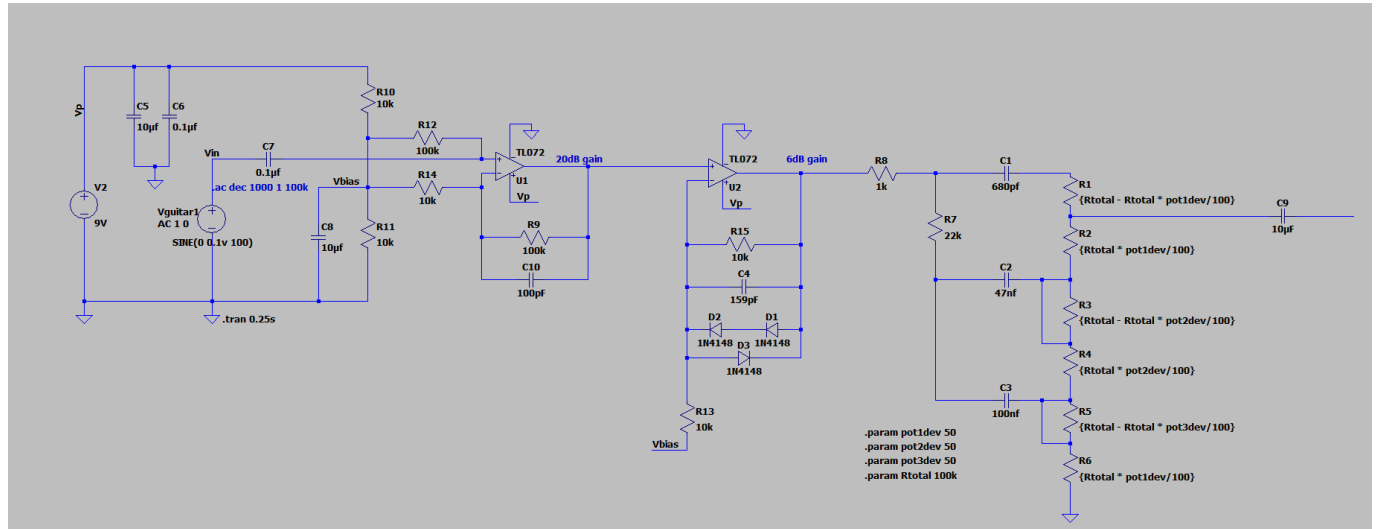 Vp
C5
10µf
C6
0.1µf
R10
10k
R12
100k
TL072
U1
Vp
20dB gain
TL072
U2
Vp
6dB gain
Vin
C7
0.1µf
.ac dec 1000 1 100k
Vbias
R14
10k
V2
9V
Vguitar1
AC 1 0
SINE(0 0.1v 100)
C8
10µf
R11
10k
R9
100k
C10
100pF
.tran 0.25s
R15
10k
C4
159pF
D2
1N4148
D1
1N4148
D3
1N4148
R13
10k
Vbias
R8
1k
C1
680pf
R1
{Rtotal - Rtotal * pot1dev/100}
C9
10µF
R7
22k
R2
{Rtotal * pot1dev/100}
C2
47nf
R3
{Rtotal - Rtotal * pot2dev/100}
R4
{Rtotal * pot2dev/100}
C3
100nf
R5
{Rtotal - Rtotal * pot3dev/100}
R6
{Rtotal * pot1dev/100}
.param pot1dev 50
.param pot2dev 50
.param pot3dev 50
.param Rtotal 100k